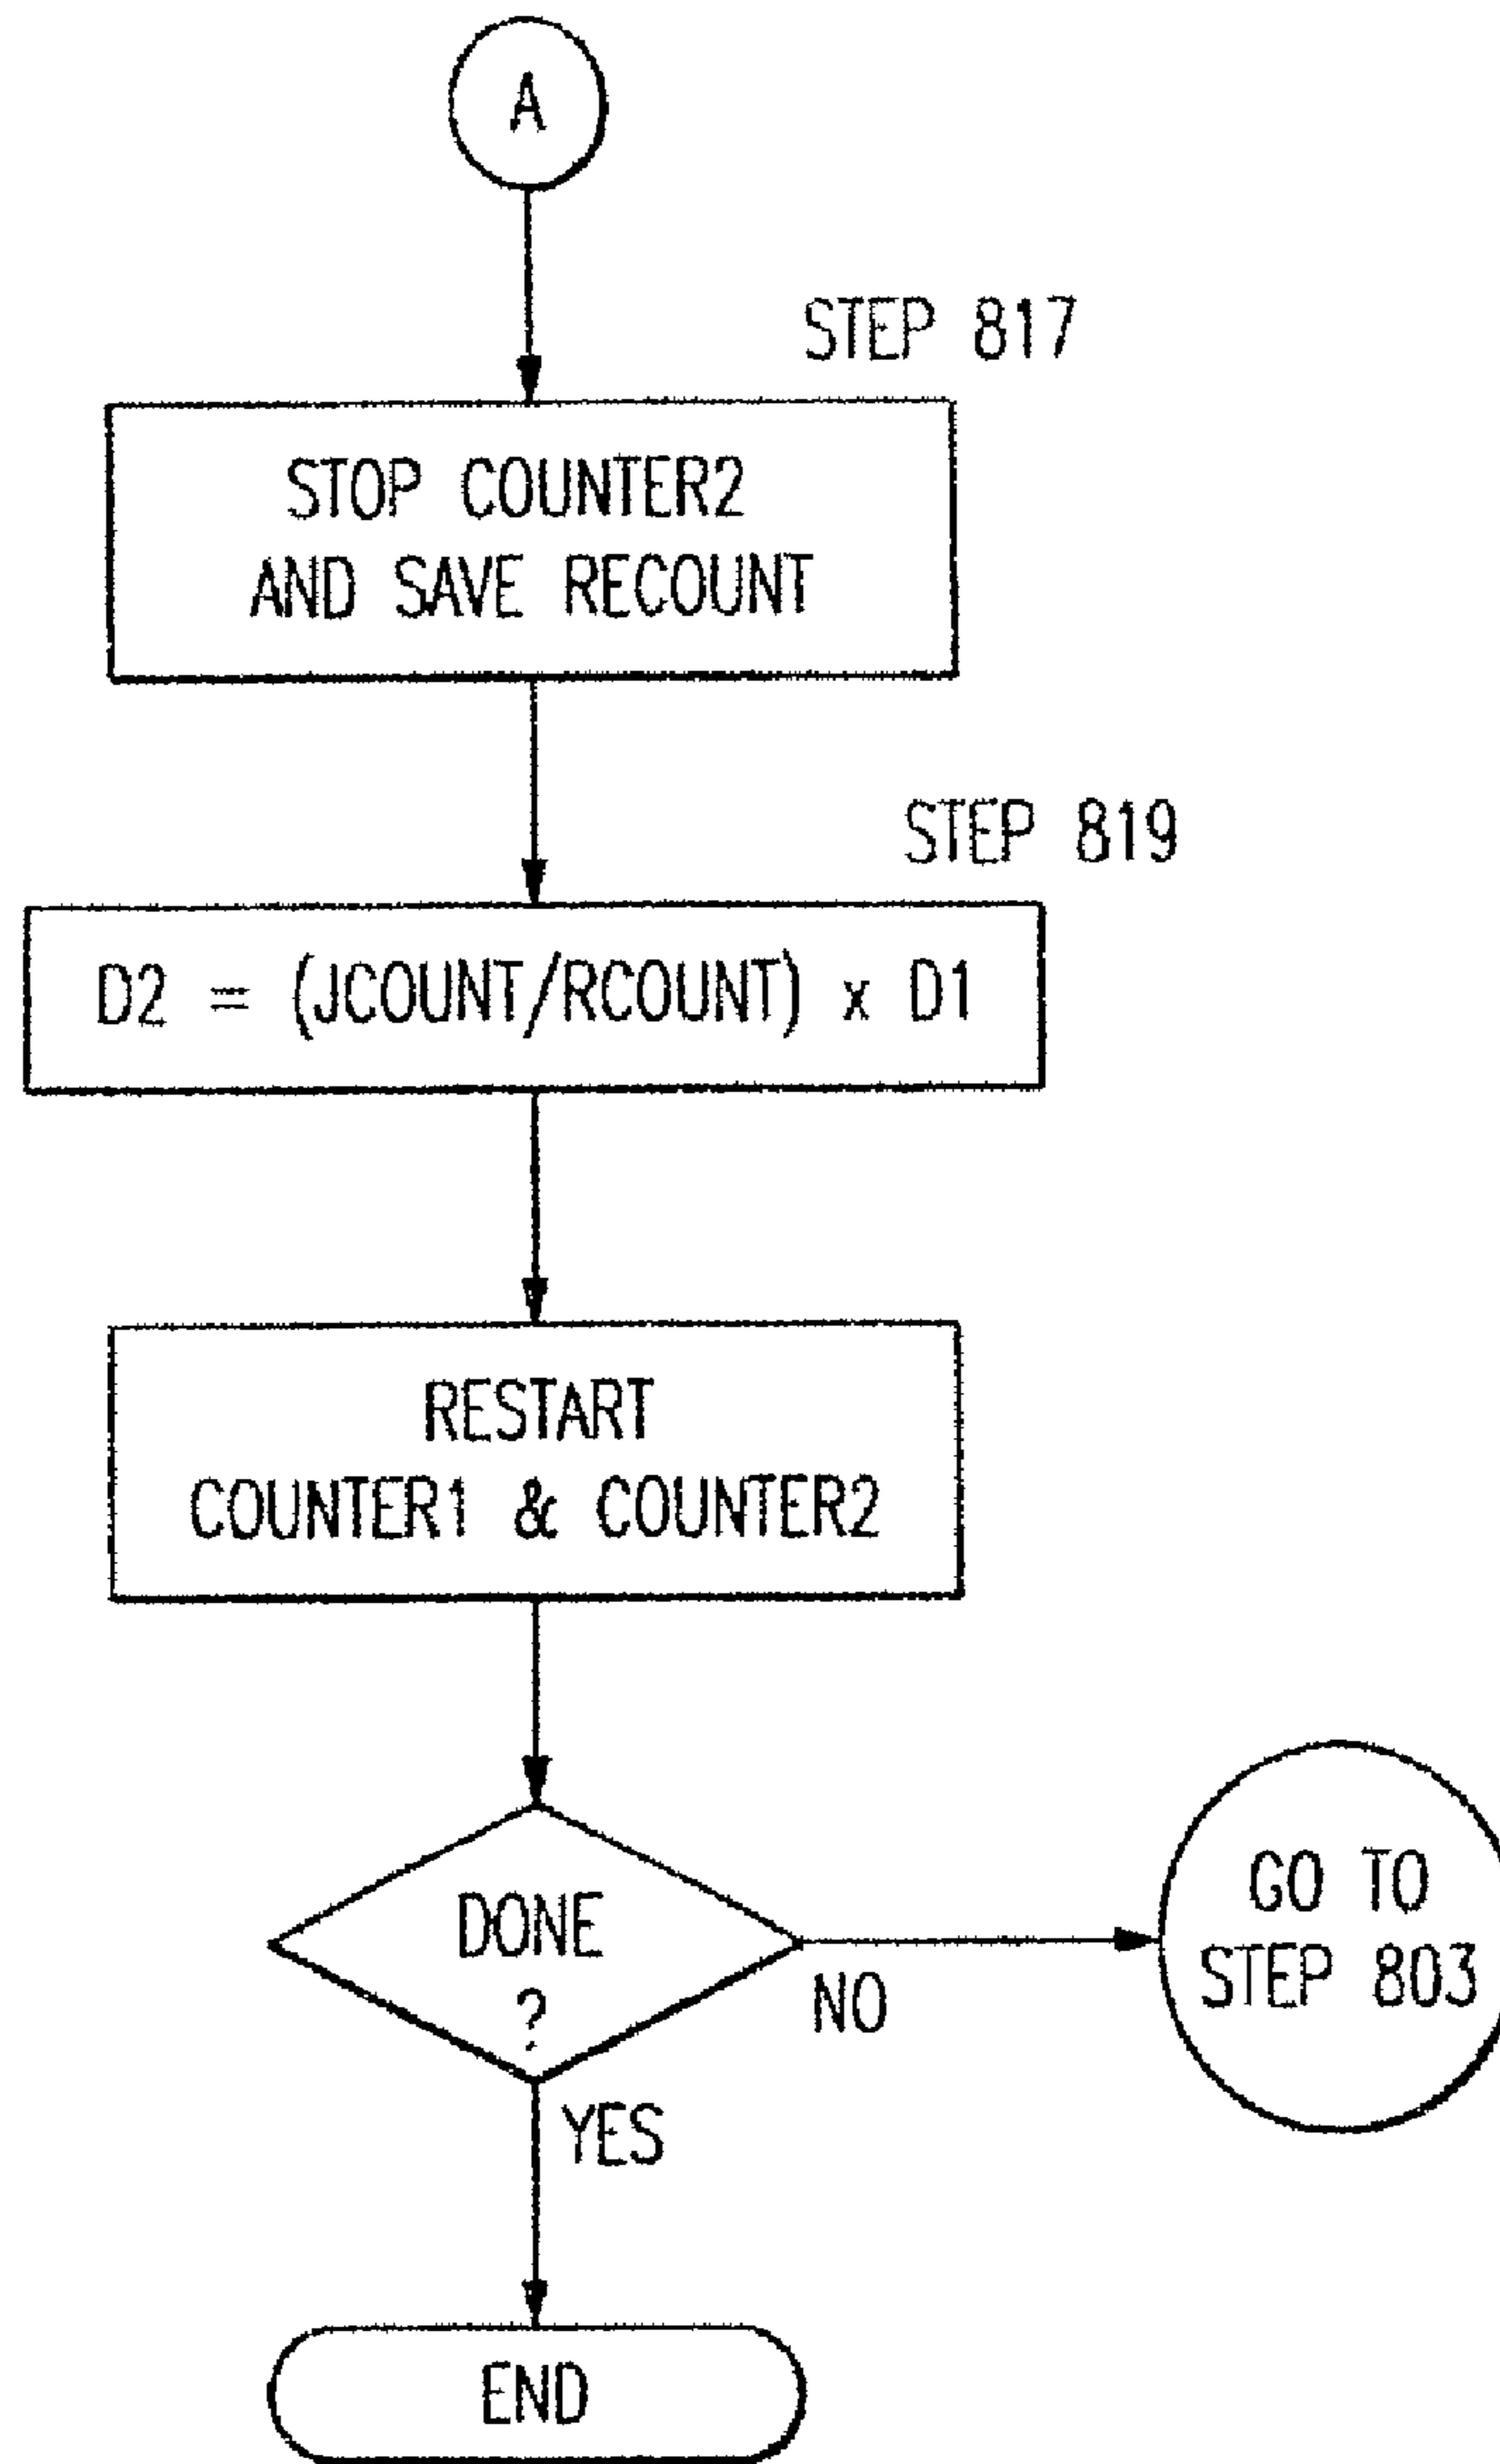 A
STEP 817
STOP COUNTER2
AND SAVE RECOUNT
STEP 819
D2 = (JCOUNT/RCOUNT) x D1
RESTART
COUNTER1 & COUNTER2
DONE
?
NO
GO TO
STEP 803
YES
END